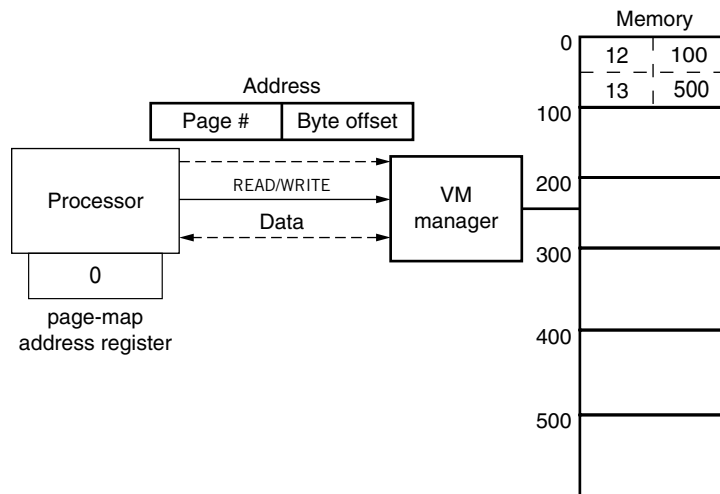 Memory
0
12 100
13 500
100
200
300
400
500
Address
Page # Byte offset
Processor
READ/WRITE
Data
VM
manager
0
page-map
address register